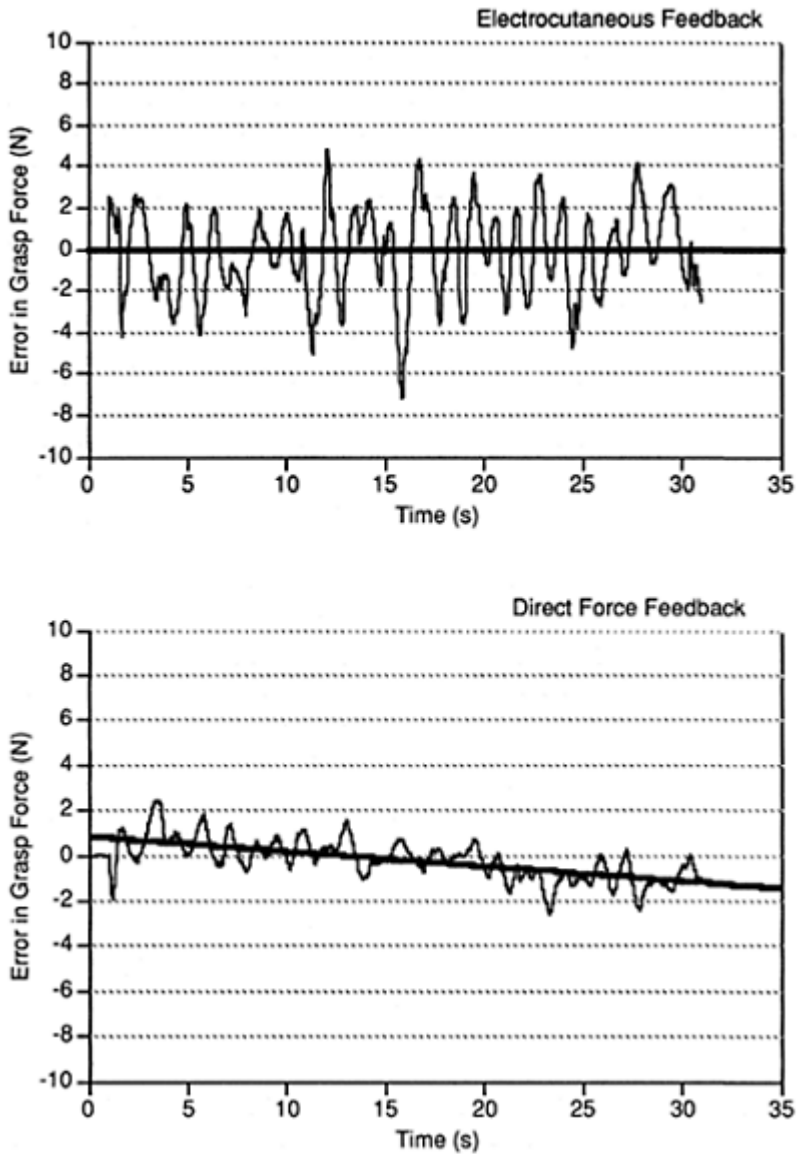 Electrocutaneous Feedback
10
8
6
4
2
0
-2
-4
-6
-8
-10
Error in Grasp Force (N)
0 5 10 15 20 25 30 35
Time (s)
Direct Force Feedback
10
8
6
4
2
0
-2
-4
-6
-8
-10
Error in Grasp Force (N)
0 5 10 15 20 25 30 35
Time (s)